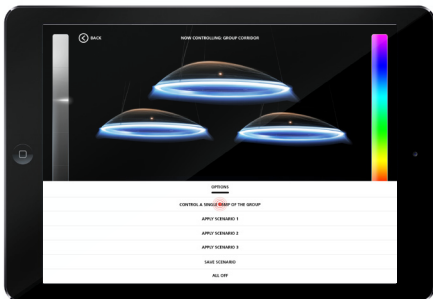 BACK
NOW CONTROLLING: GROUP CORRIDOR
OPTIONS
CONTROL A SINGLE LAMP OF THE GROUP
APPLY SCENARIO 1
APPLY SCENARIO 2
APPLY SCENARIO 3
SAVE SCENARIO
ALL OFF